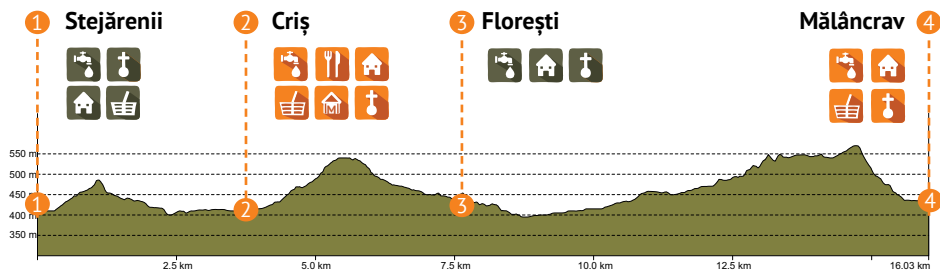 1 Stejărenii
2 Criș
3 Florești
Mălâncrav 4
M
550 m
500 m
450 m
400 m
350 m
1
2
3
4
2.5 km
5.0 km
7.5 km
10.0 km
12.5 km
16.03 km